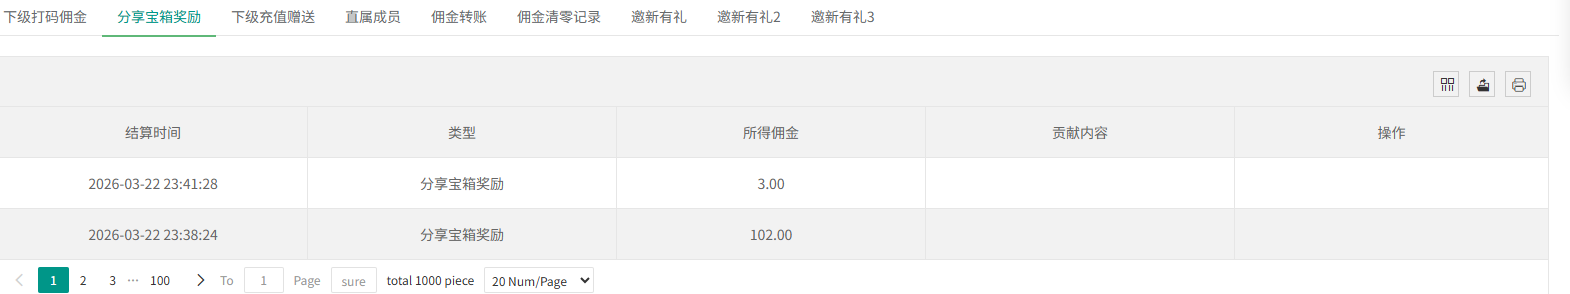 下级打码佣金 分享宝箱奖励 下级充值赠送 直属成员 佣金转账 佣金清零记录 邀新有礼 邀新有礼2 邀新有礼3
结算时间 类型 所得佣金 贡献内容 操作
2026-03-22 23:41:28 分享宝箱奖励 3.00
2026-03-22 23:38:24 分享宝箱奖励 102.00
1 2 3 ... 100 To 1 Page sure total 1000 piece 20 Num/Page